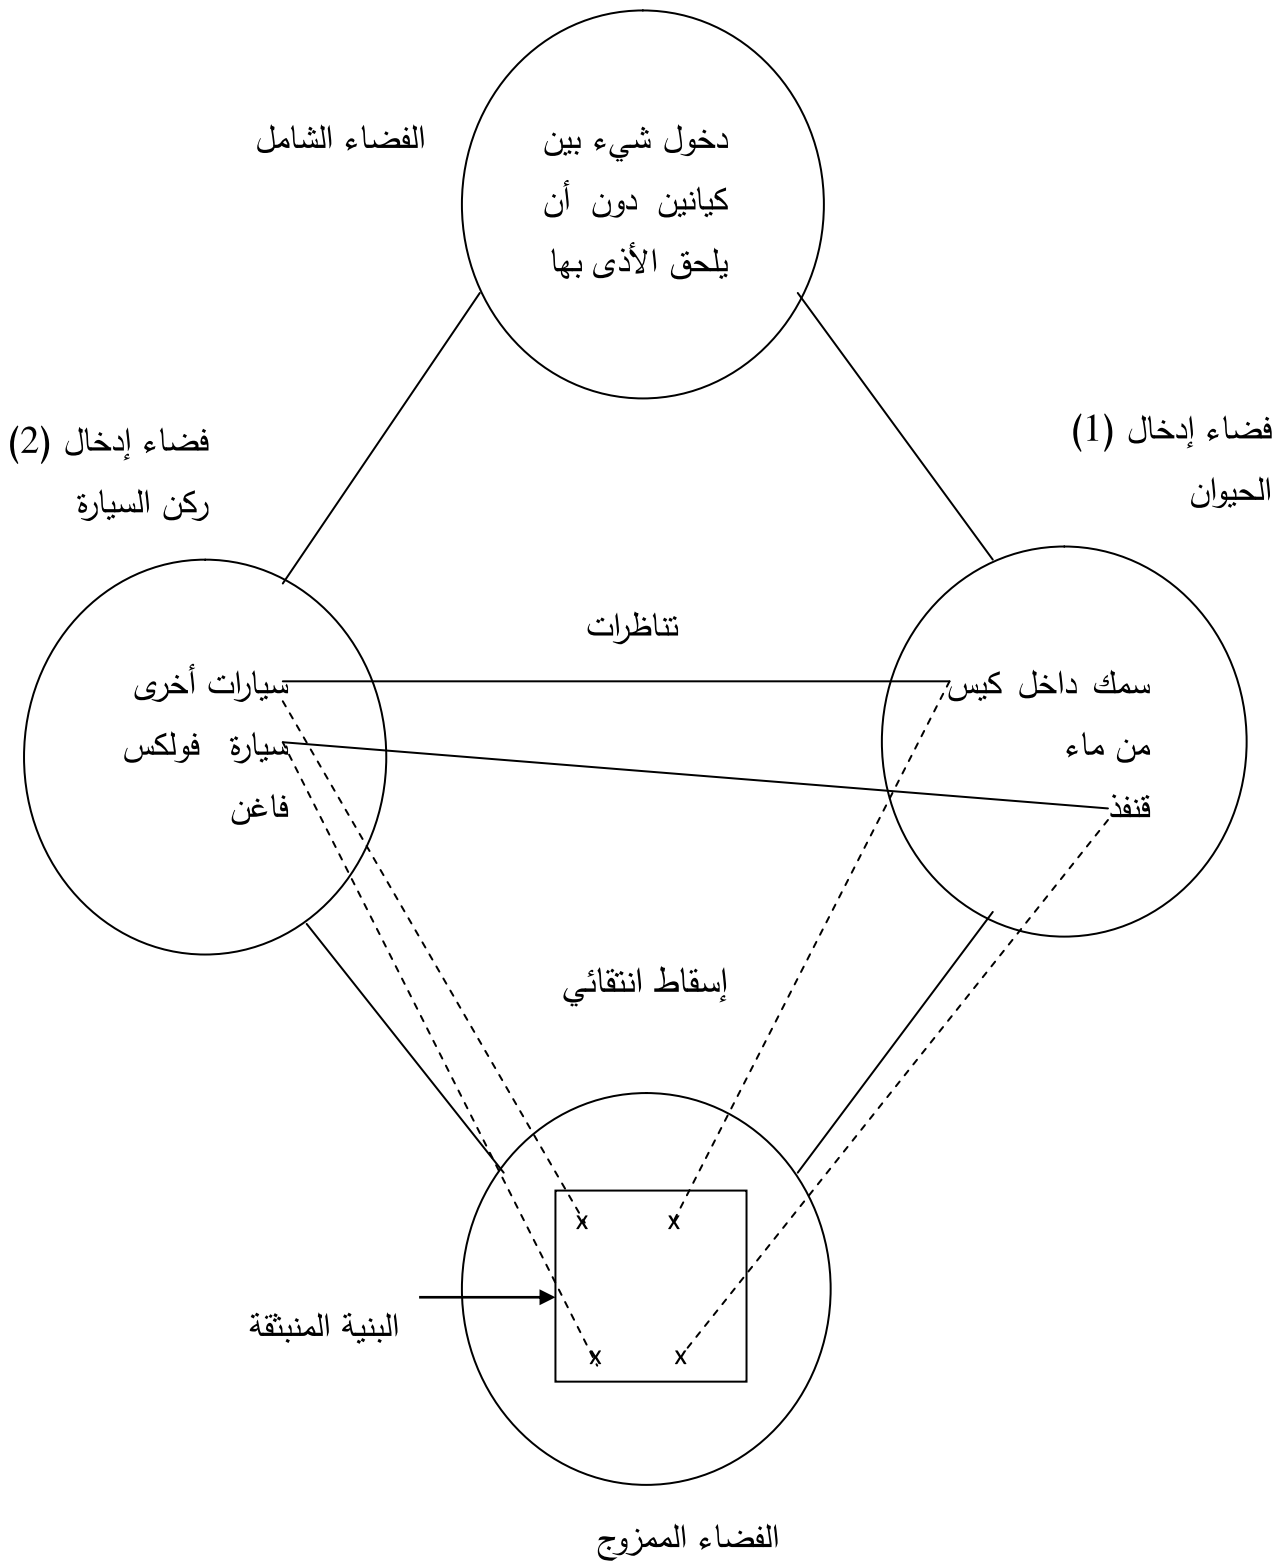 الفضاء الشامل
دخول شيء بين
كيانين دون أن
يلحق الأذى بها
فضاء إدخال (1)
الحيوان
فضاء إدخال (2)
ركن السيارة
تناظرات
سمك داخل كيس
من ماء
قنفذ
سيارات أخرى
سيارة فولكس
فاغن
إسقاط انتقائي
x x
x x
البنية المنبثقة
الفضاء الممزوج